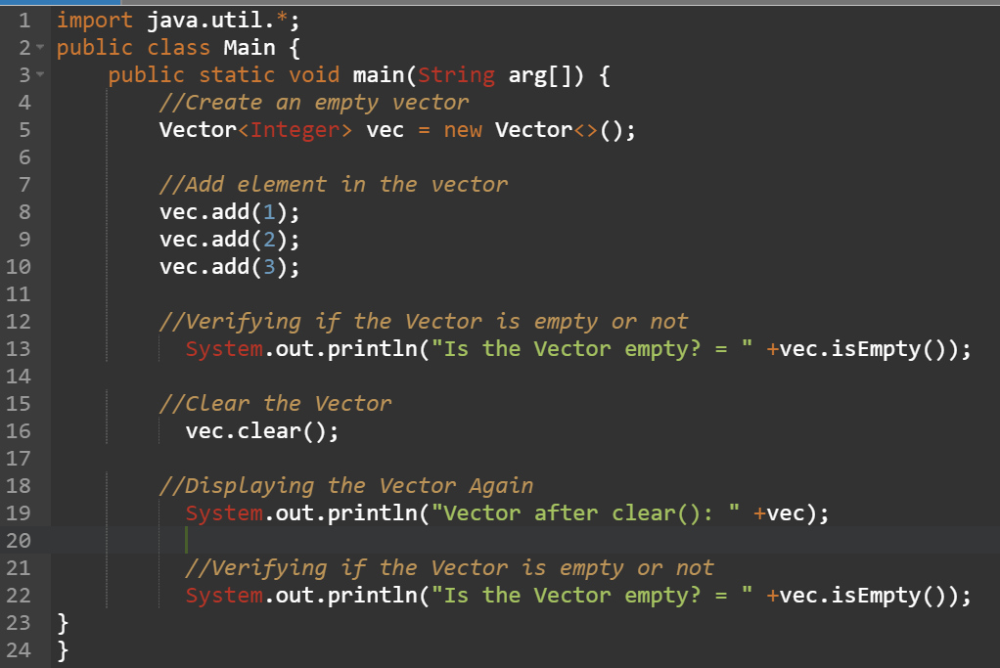 1 import java.util.*;
2 public class Main {
3     public static void main(String arg[]) {
4         //Create an empty vector
5         Vector<Integer> vec = new Vector<>();
6
7         //Add element in the vector
8         vec.add(1);
9         vec.add(2);
10         vec.add(3);
11
12         //Verifying if the Vector is empty or not
13           System.out.println("Is the Vector empty? = " +vec.isEmpty());
14
15         //Clear the Vector
16           vec.clear();
17
18         //Displaying the Vector Again
19           System.out.println("Vector after clear(): " +vec);
20
21           //Verifying if the Vector is empty or not
22           System.out.println("Is the Vector empty? = " +vec.isEmpty());
23 }
24 }